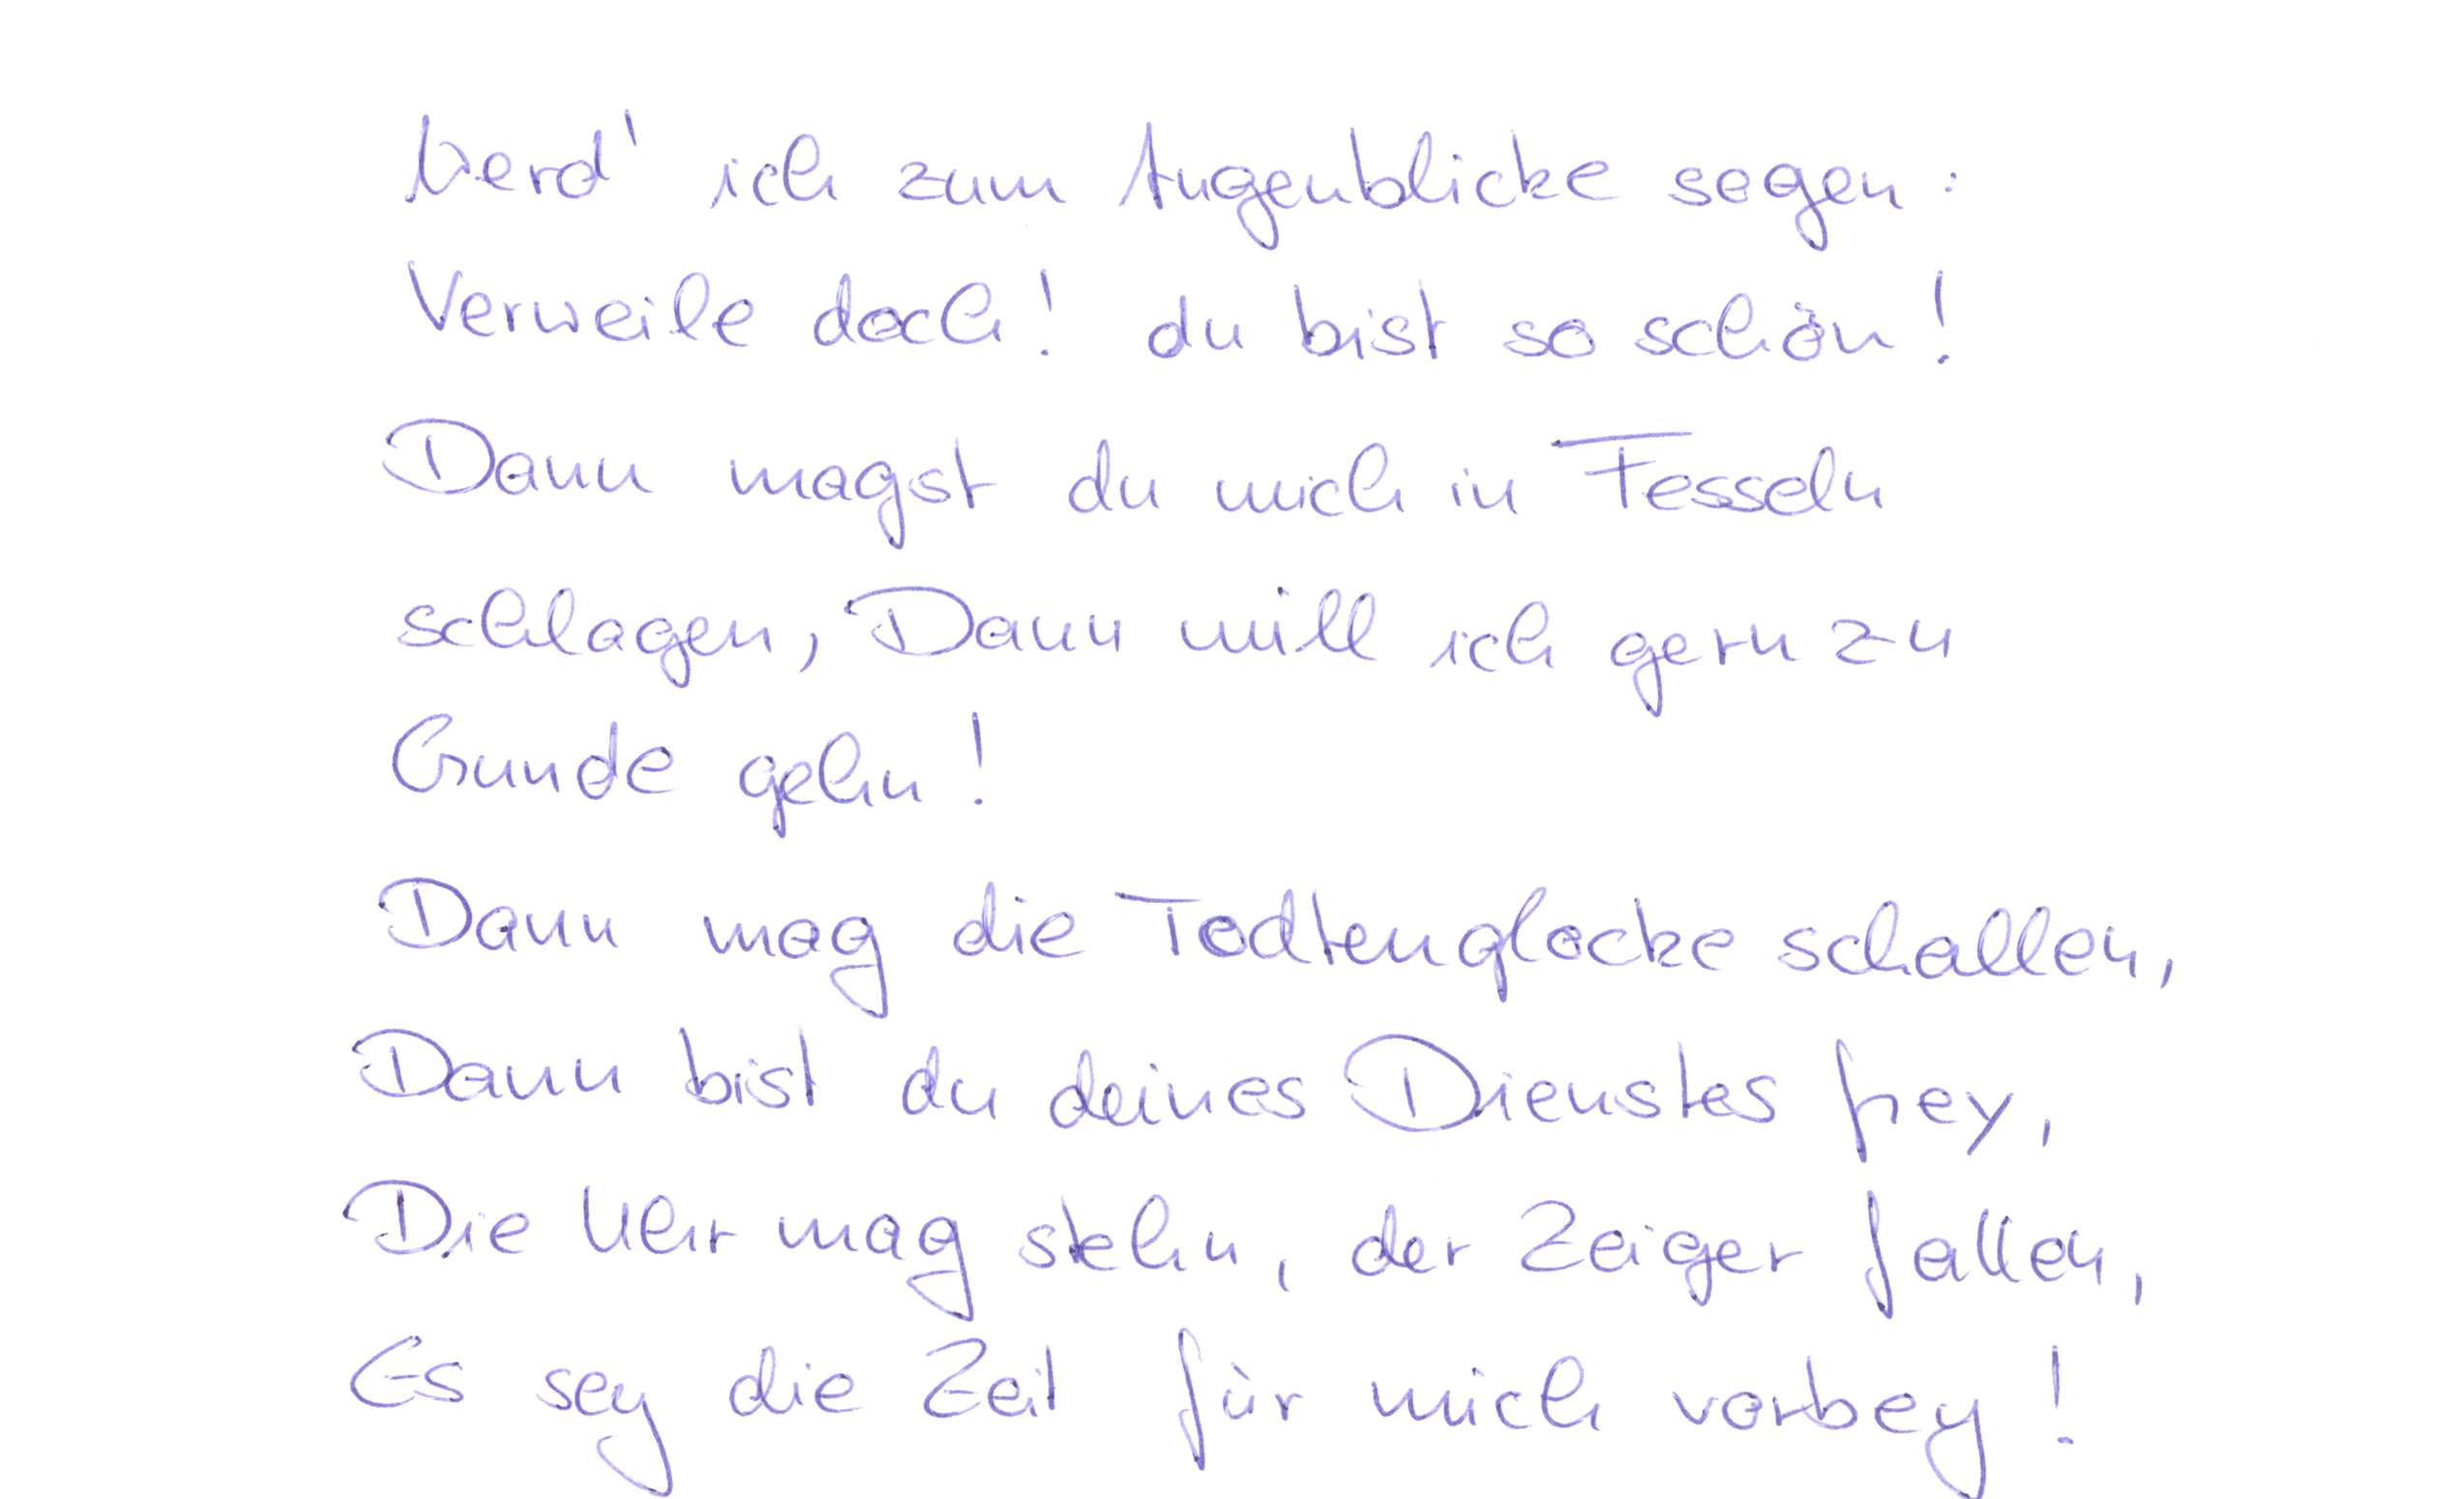 Werd' ich zum Augenblicke sagen:
Verweile doch! du bist so schön!
Dann magst du mich in Fesseln
schlagen, Dann will ich gern zu
Grunde gehn!
Dann mag die Todtenglocke schallen,
Dann bist du deines Dienstes frey,
Die Uhr mag stehn, der Zeiger fallen,
Es sey die Zeit für mich vorbey!